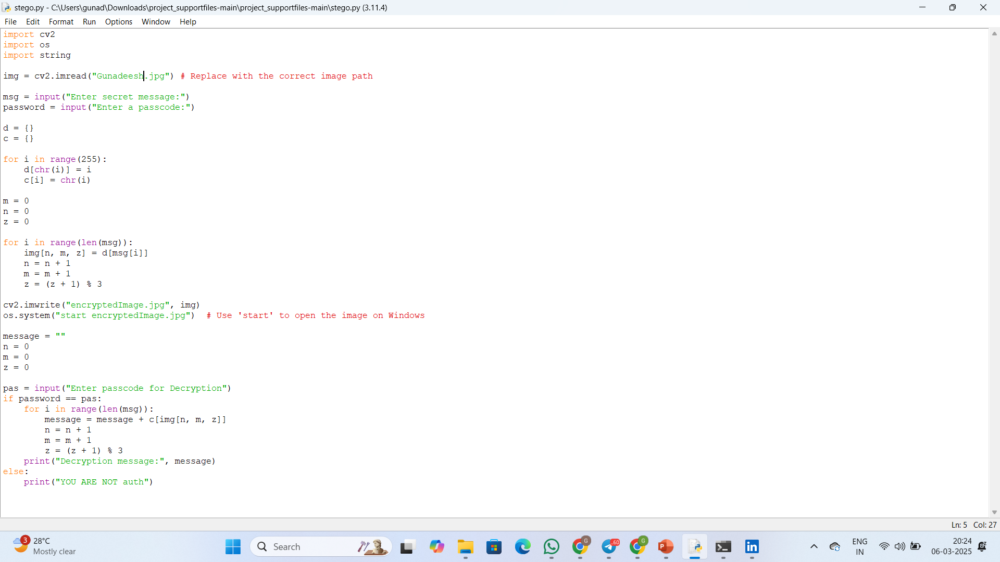 stego.py - C:\Users\gunad\Downloads\project_supportfiles-main\project_supportfiles-main\stego.py (3.11.4)
File Edit Format Run Options Window Help
import cv2
import os
import string

img = cv2.imread("Gunadeesh.jpg") # Replace with the correct image path

msg = input("Enter secret message:")
password = input("Enter a passcode:")

d = {}
c = {}

for i in range(255):
    d[chr(i)] = i
    c[i] = chr(i)

m = 0
n = 0
z = 0

for i in range(len(msg)):
    img[n, m, z] = d[msg[i]]
    n = n + 1
    m = m + 1
    z = (z + 1) % 3

cv2.imwrite("encryptedImage.jpg", img)
os.system("start encryptedImage.jpg")  # Use 'start' to open the image on Windows

message = ""
n = 0
m = 0
z = 0

pas = input("Enter passcode for Decryption")
if password == pas:
    for i in range(len(msg)):
        message = message + c[img[n, m, z]]
        n = n + 1
        m = m + 1
        z = (z + 1) % 3
    print("Decryption message:", message)
else:
    print("YOU ARE NOT auth")
Ln: 5 Col: 27
3
28°C
Mostly clear
Search
G
.60
G
P
in
ENG
IN
20:24
06-03-2025